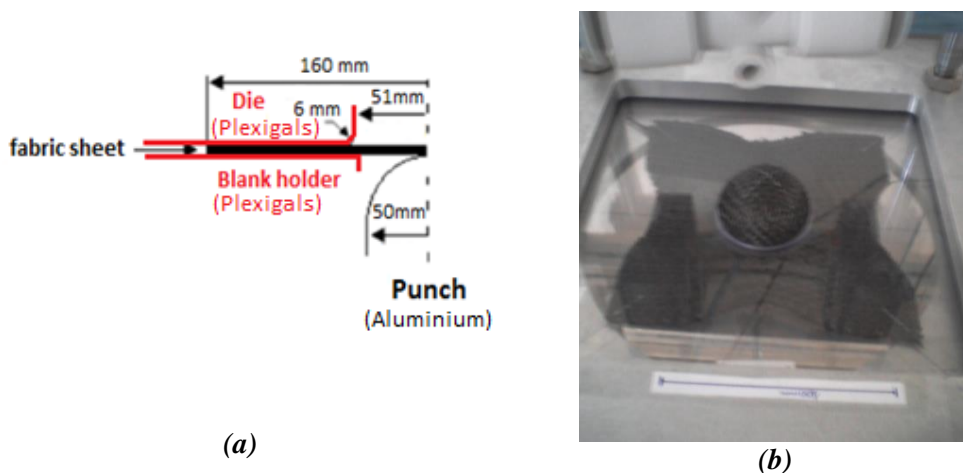 160 mm
Die
(Plexigals)
6 mm
51mm
fabric sheet
Blank holder
(Plexigals)
50mm
Punch
(Aluminium)
(a)
(b)